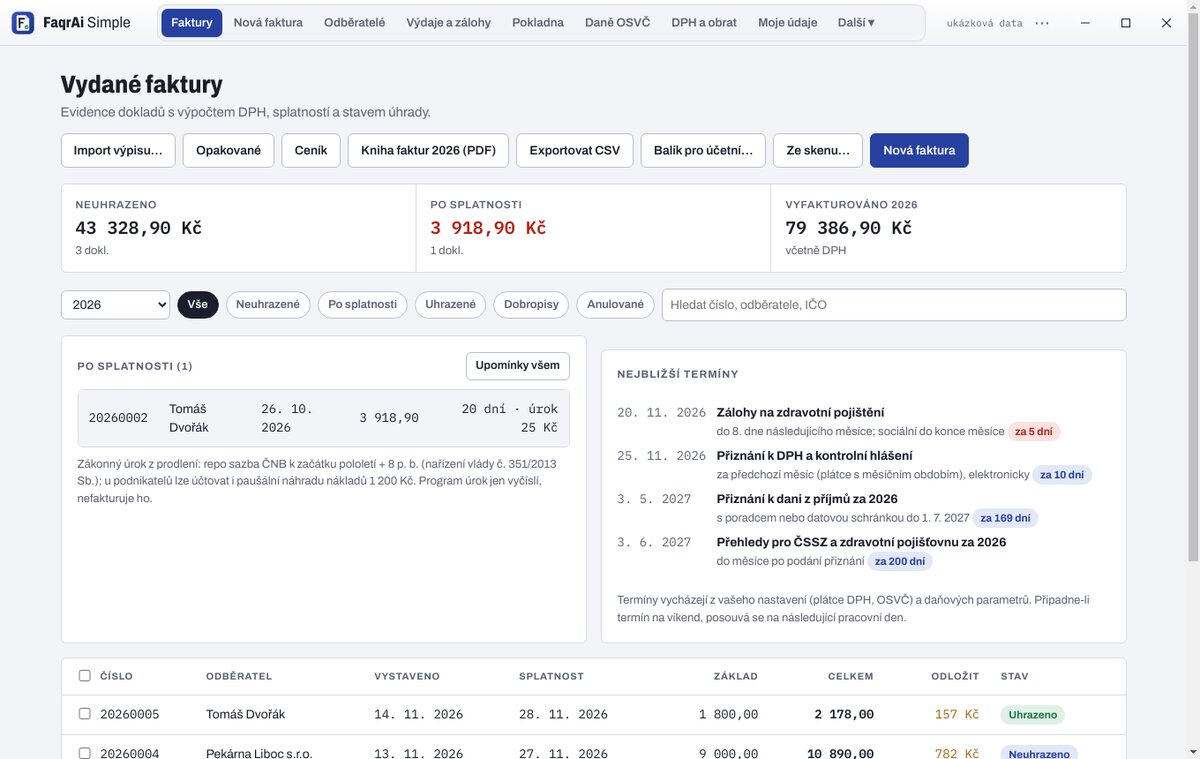 FaqrAi Simple
Faktury Nová faktura Odběratelé Výdaje a zálohy Pokladna Daně OSVČ DPH a obrat Moje údaje Další ▾
ukázková data ···
Vydané faktury
Evidence dokladů s výpočtem DPH, splatností a stavem úhrady.
Import výpisu… Opakované Ceník Kniha faktur 2026 (PDF) Exportovat CSV Balík pro účetní… Ze skenu… Nová faktura
NEUHRAZENO
43 328,90 Kč
3 dokl.
PO SPLATNOSTI
3 918,90 Kč
1 dokl.
VYFAKTUROVÁNO 2026
79 386,90 Kč
včetně DPH
2026 Vše Neuhrazené Po splatnosti Uhrazené Dobropisy Anulované Hledat číslo, odběratele, IČO
PO SPLATNOSTI (1) Upomínky všem
20260002 Tomáš Dvořák 26. 10. 2026 3 918,90 20 dní · úrok 25 Kč
Zákonný úrok z prodlení: repo sazba ČNB k začátku pololetí + 8 p. b. (nařízení vlády č. 351/2013
Sb.); u podnikatelů lze účtovat i paušální náhradu nákladů 1 200 Kč. Program úrok jen vyčíslí,
nefakturuje ho.
NEJBLIŽŠÍ TERMÍNY
20. 11. 2026 Zálohy na zdravotní pojištění
do 8. dne následujícího měsíce; sociální do konce měsíce za 5 dní
25. 11. 2026 Přiznání k DPH a kontrolní hlášení
za předchozí měsíc (plátce s měsíčním obdobím), elektronicky za 10 dní
3. 5. 2027 Přiznání k dani z příjmů za 2026
s poradcem nebo datovou schránkou do 1. 7. 2027 za 169 dní
3. 6. 2027 Přehledy pro ČSSZ a zdravotní pojišťovnu za 2026
do měsíce po podání přiznání za 200 dní
Termíny vycházejí z vašeho nastavení (plátce DPH, OSVČ) a daňových parametrů. Připadne-li
termín na víkend, posouvá se na následující pracovní den.
ČÍSLO ODBĚRATEL VYSTAVENO SPLATNOST ZÁKLAD CELKEM ODLOŽIT STAV
20260005 Tomáš Dvořák 14. 11. 2026 28. 11. 2026 1 800,00 2 178,00 157 Kč Uhrazeno
20260004 Pekárna Liboc s.r.o. 13. 11. 2026 27. 11. 2026 9 000,00 10 890,00 782 Kč Neuhrazeno